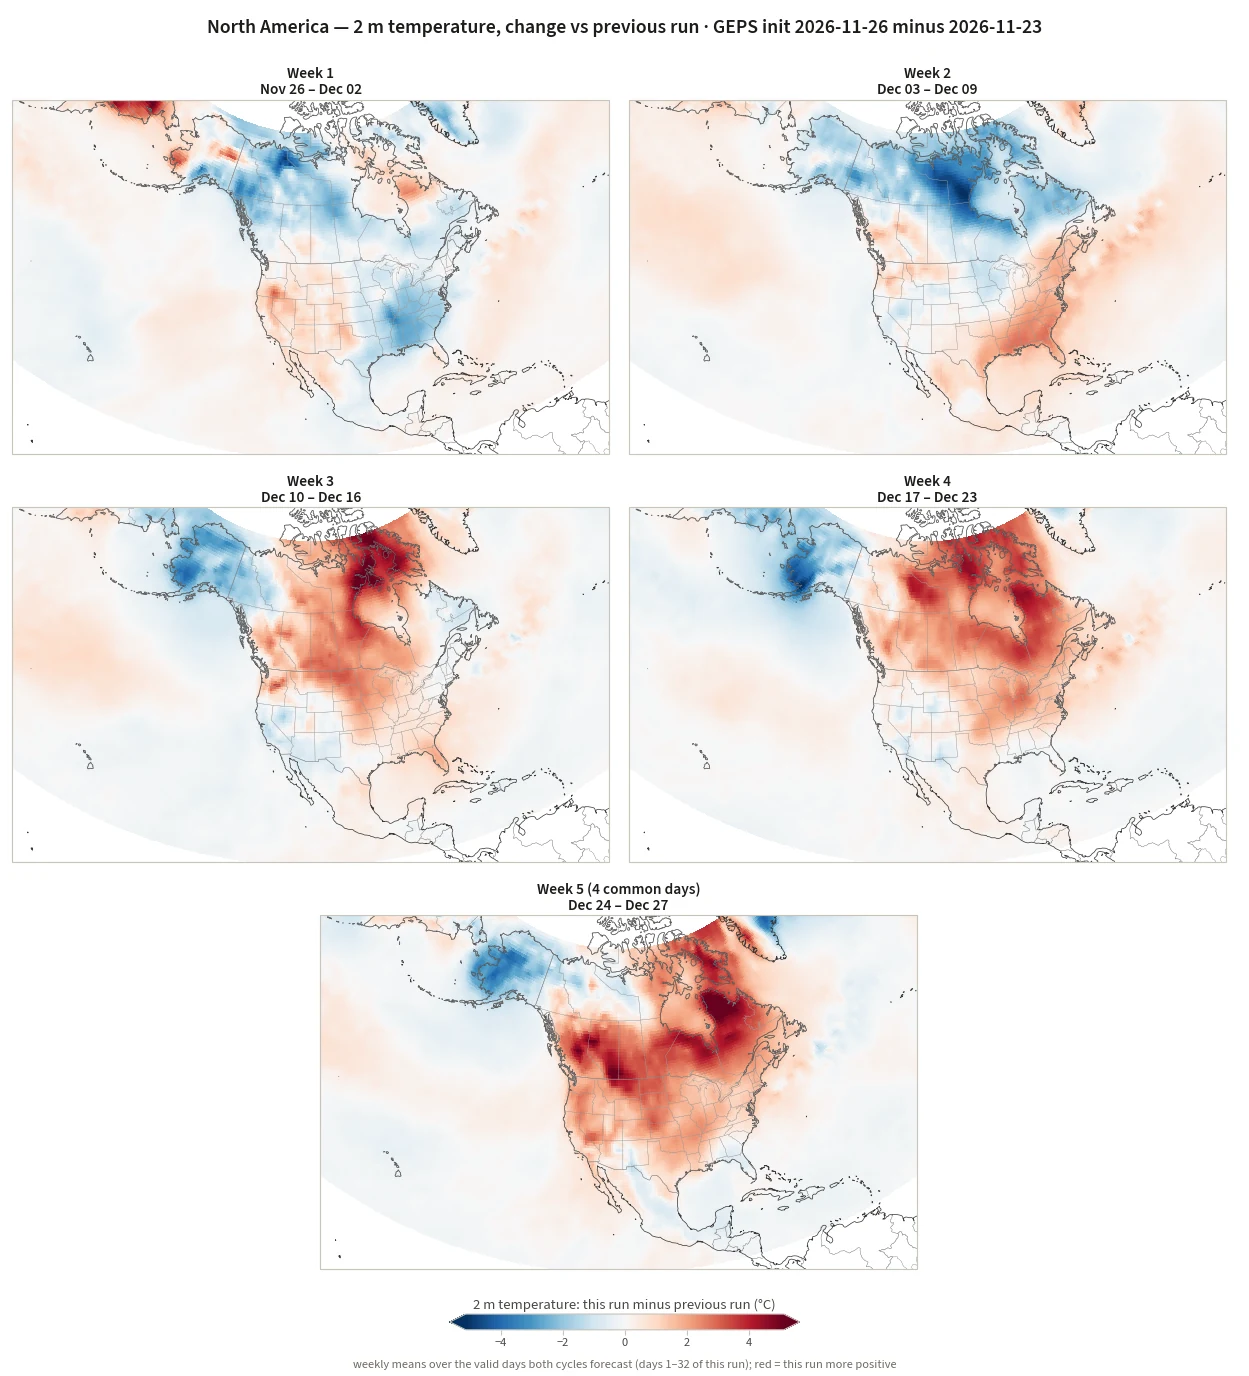 North America — 2 m temperature, change vs previous run · GEPS init 2026-11-26 minus 2026-11-23
Week 1
Nov 26 – Dec 02
Week 2
Dec 03 – Dec 09
Week 3
Dec 10 – Dec 16
Week 4
Dec 17 – Dec 23
Week 5 (4 common days)
Dec 24 – Dec 27
2 m temperature: this run minus previous run (°C)
−4 −2 0 2 4
weekly means over the valid days both cycles forecast (days 1–32 of this run); red = this run more positive